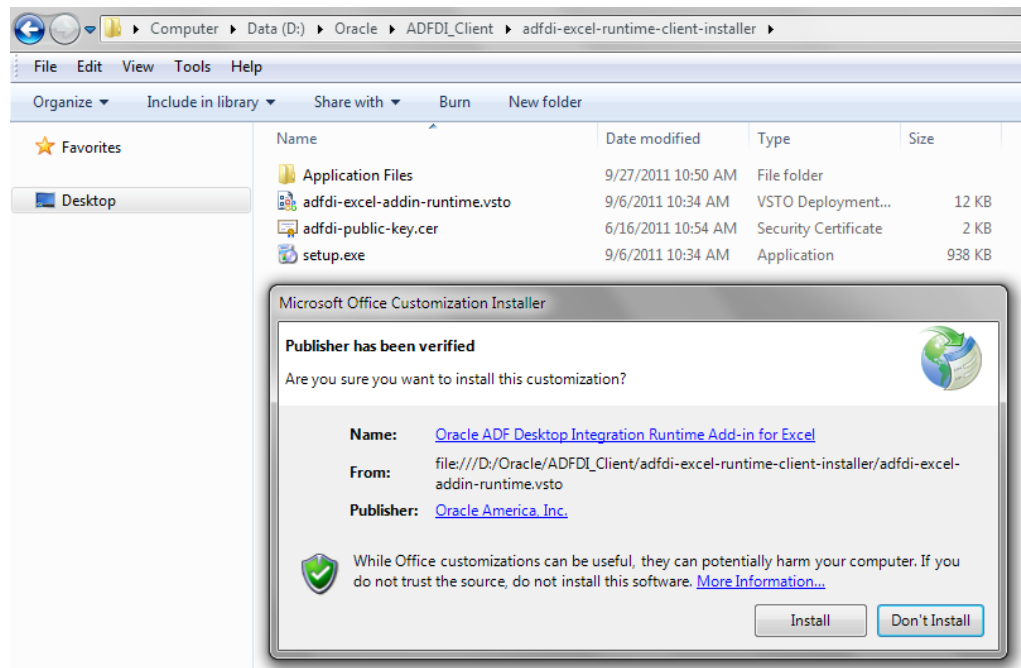 Computer Data (D:) Oracle ADFDI_Client adfdi-excel-runtime-client-installer
File Edit View Tools Help
Organize Include in library Share with Burn New folder
Favorites
Desktop
Name Date modified Type Size
Application Files 9/27/2011 10:50 AM File folder
adfdi-excel-addin-runtime.vsto 9/6/2011 10:34 AM VSTO Deployment... 12 KB
adfdi-public-key.cer 6/16/2011 10:54 AM Security Certificate 2 KB
setup.exe 9/6/2011 10:34 AM Application 938 KB
Microsoft Office Customization Installer
Publisher has been verified
Are you sure you want to install this customization?
Name: Oracle ADF Desktop Integration Runtime Add-in for Excel
From: file:///D:/Oracle/ADFDI_Client/adfdi-excel-runtime-client-installer/adfdi-excel-
addin-runtime.vsto
Publisher: Oracle America, Inc.
While Office customizations can be useful, they can potentially harm your computer. If you
do not trust the source, do not install this software. More Information...
Install Don't Install